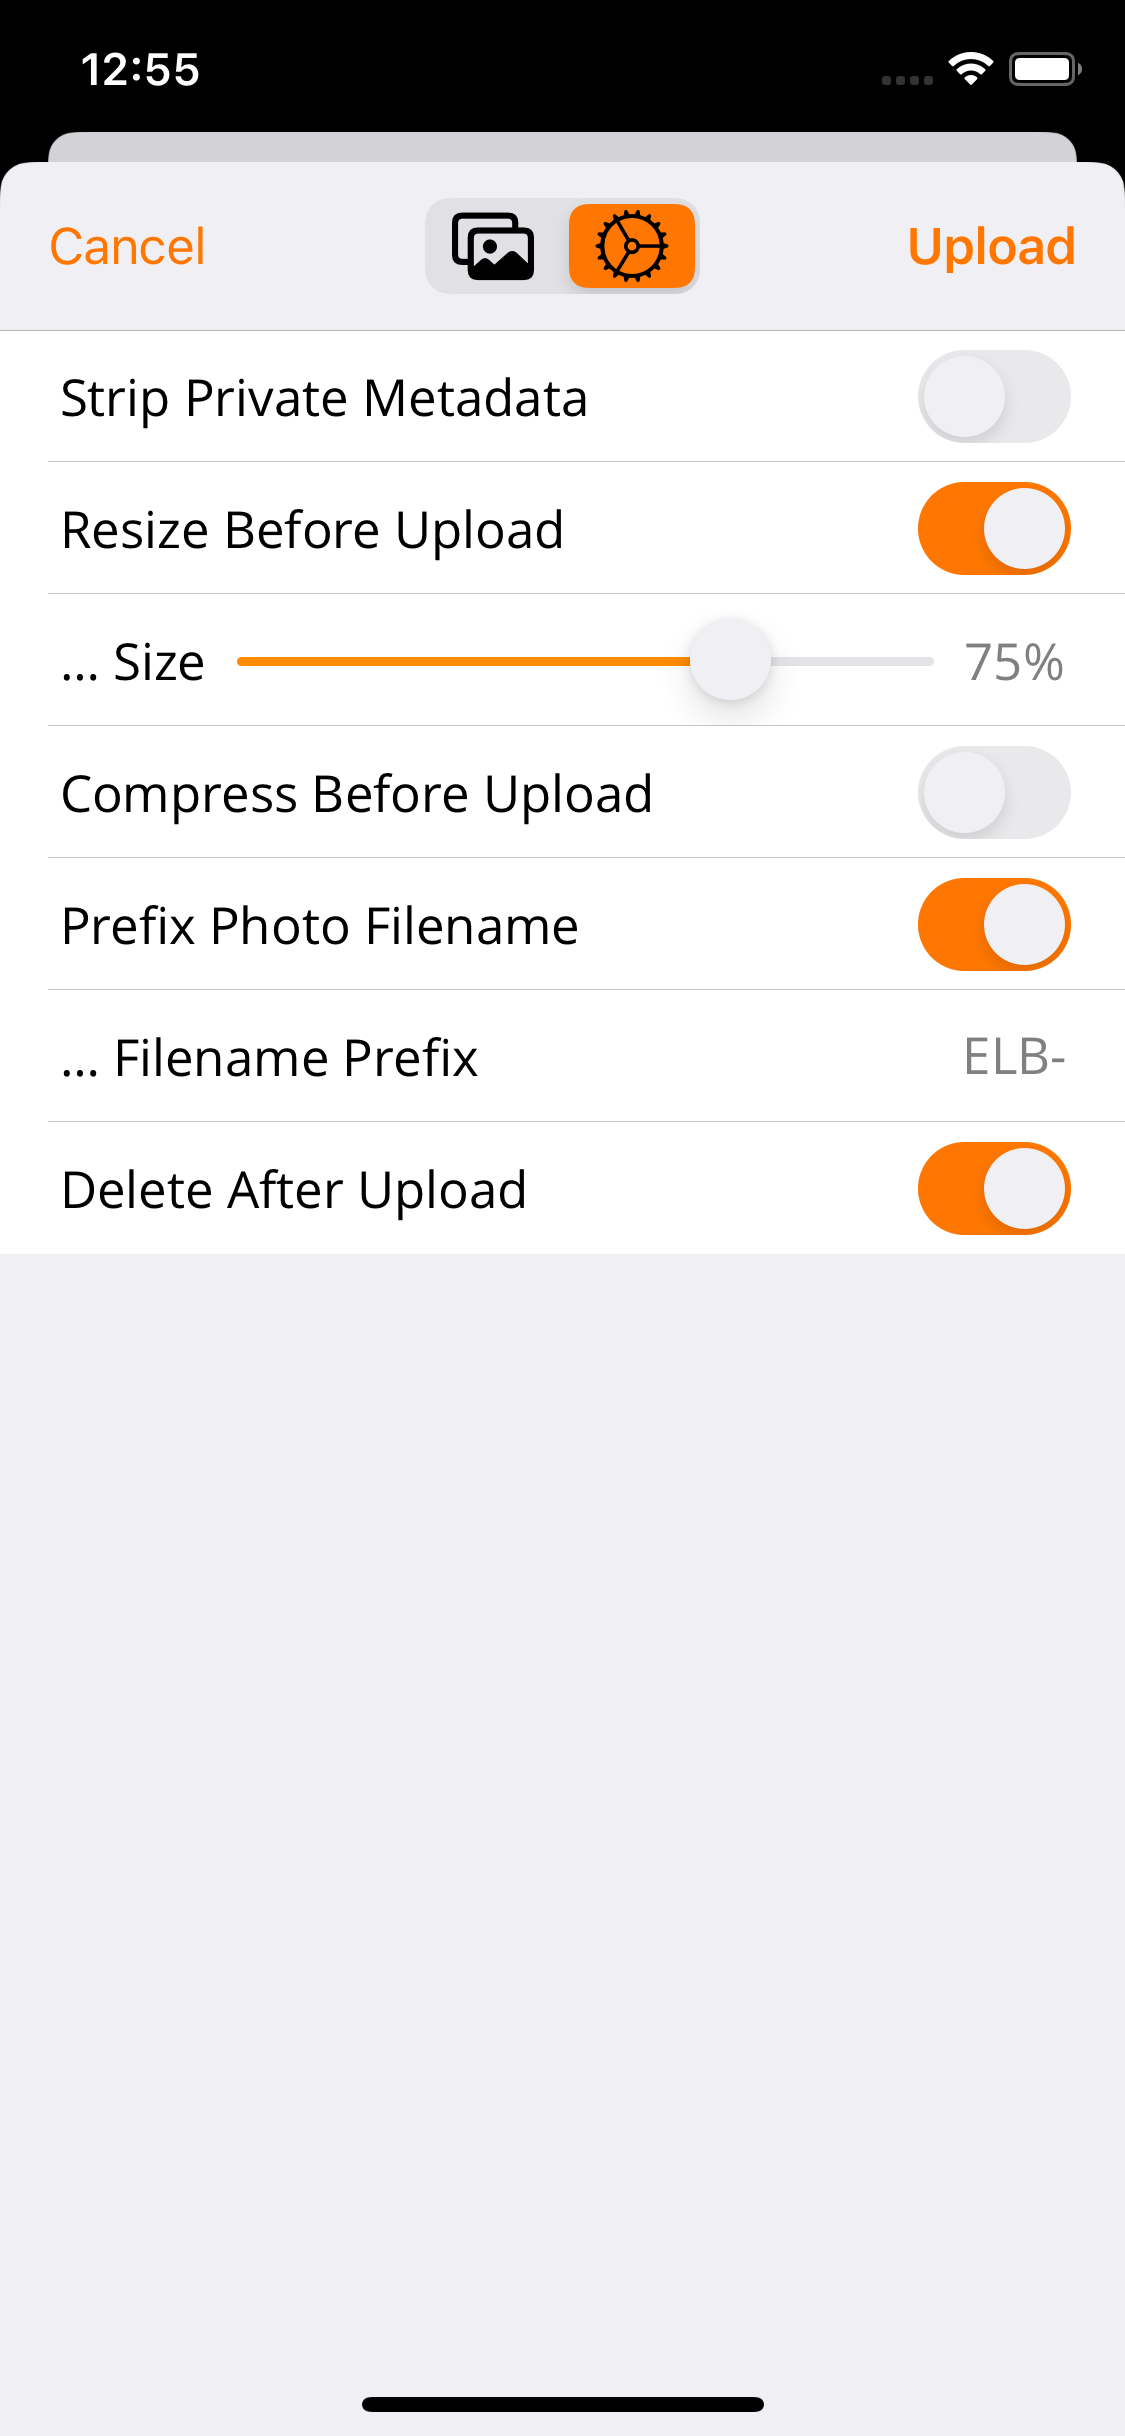 12:55
Cancel
Upload
Strip Private Metadata
Resize Before Upload
... Size 75%
Compress Before Upload
Prefix Photo Filename
... Filename Prefix ELB-
Delete After Upload